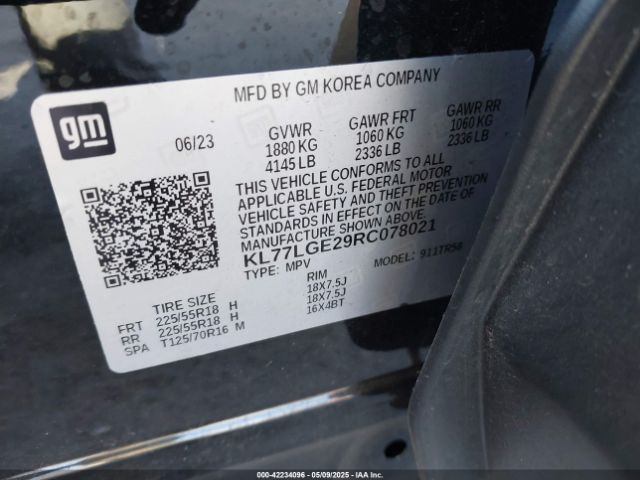 gm
MFD BY GM KOREA COMPANY
06/23
GVWR
1880 KG
4145 LB
GAWR FRT
1060 KG
2336 LB
GAWR RR
1060 KG
2336 LB
THIS VEHICLE CONFORMS TO ALL
APPLICABLE U.S. FEDERAL MOTOR
VEHICLE SAFETY AND THEFT PREVENTION
STANDARDS IN EFFECT ON THE DATE OF
MANUFACTURE SHOWN ABOVE.
KL77LGE29RC078021
TYPE: MPV
MODEL: 911TR58
TIRE SIZE
RIM
FRT 225/55R18 H 18X7.5J
RR 225/55R18 H 18X7.5J
SPA T125/70R16 M 16X4BT
000-42234096 - 05/09/2025 - IAA Inc.